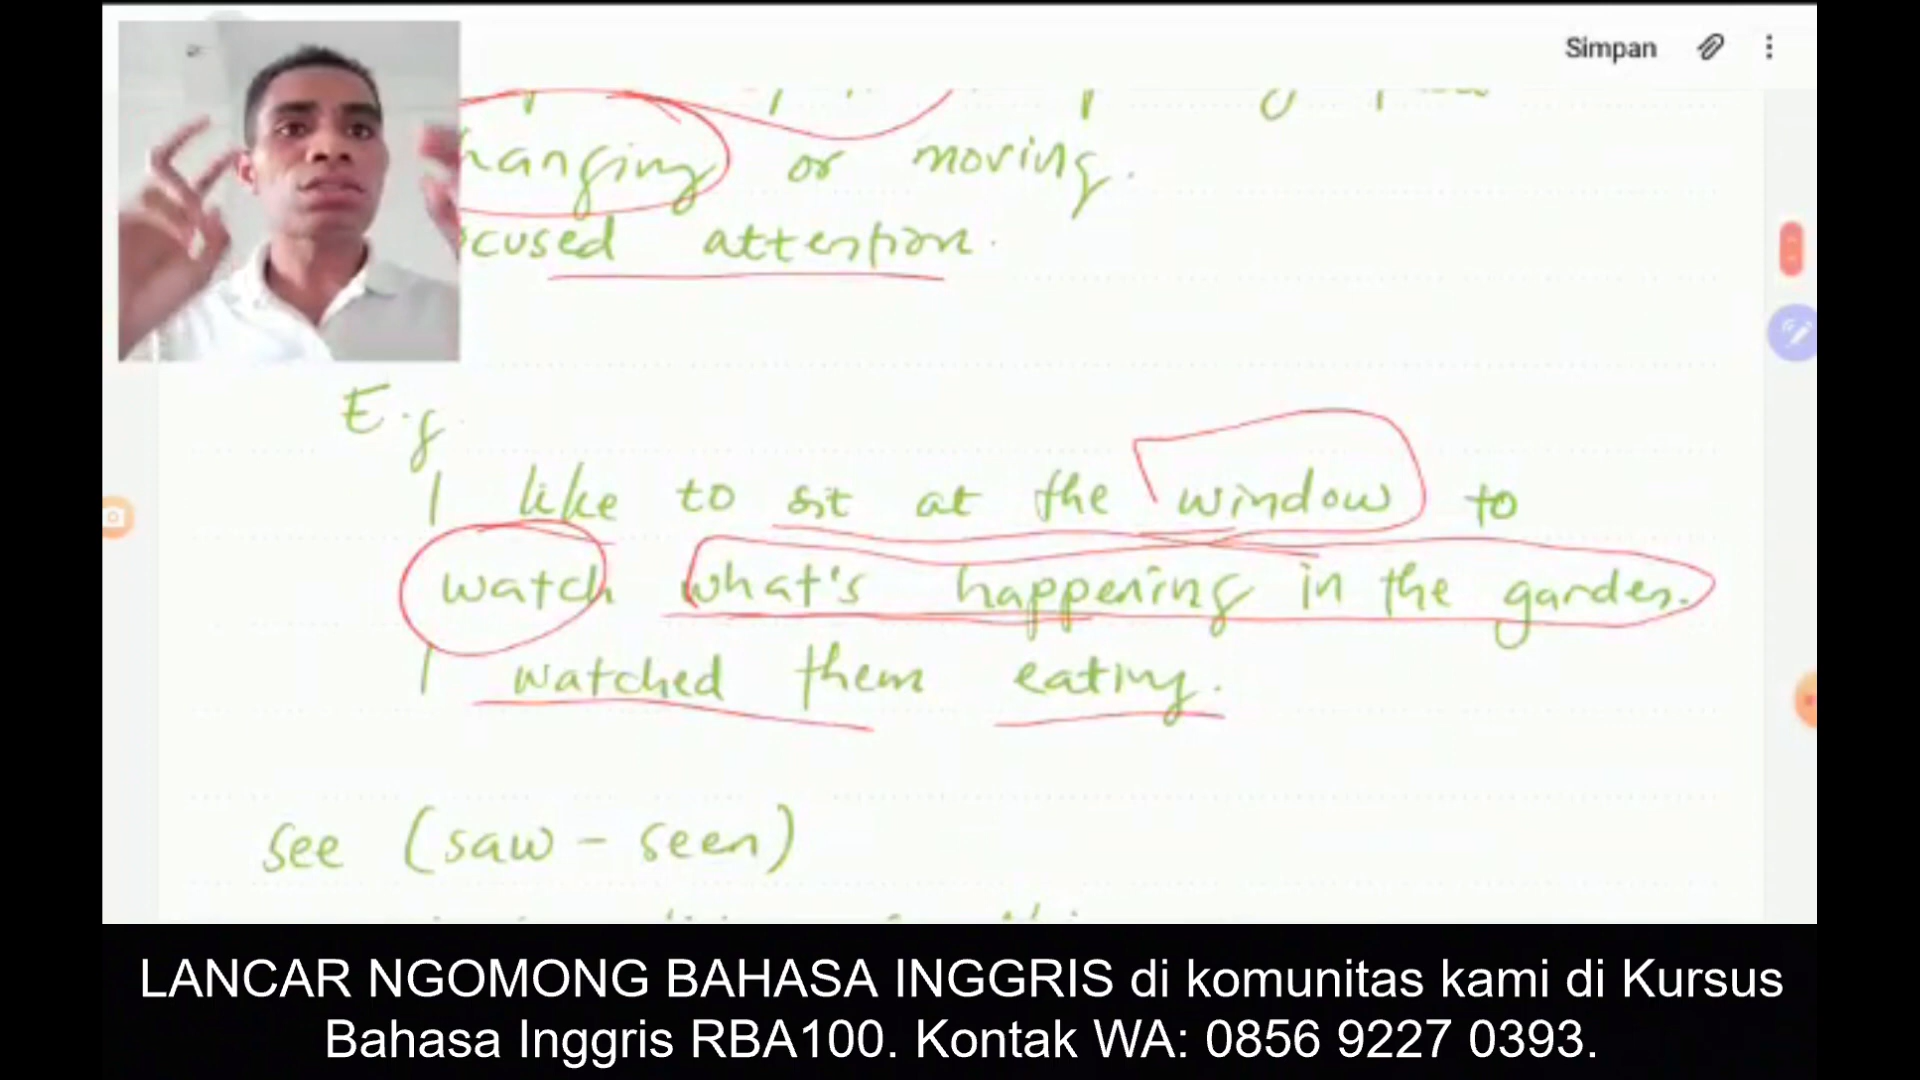 Simpan
hanging or moving.
ocused attention.
E.g.
I like to sit at the window to
watch what's happening in the garden.
I watched them eating.
see (saw - seen)
LANCAR NGOMONG BAHASA INGGRIS di komunitas kami di Kursus
Bahasa Inggris RBA100. Kontak WA: 0856 9227 0393.